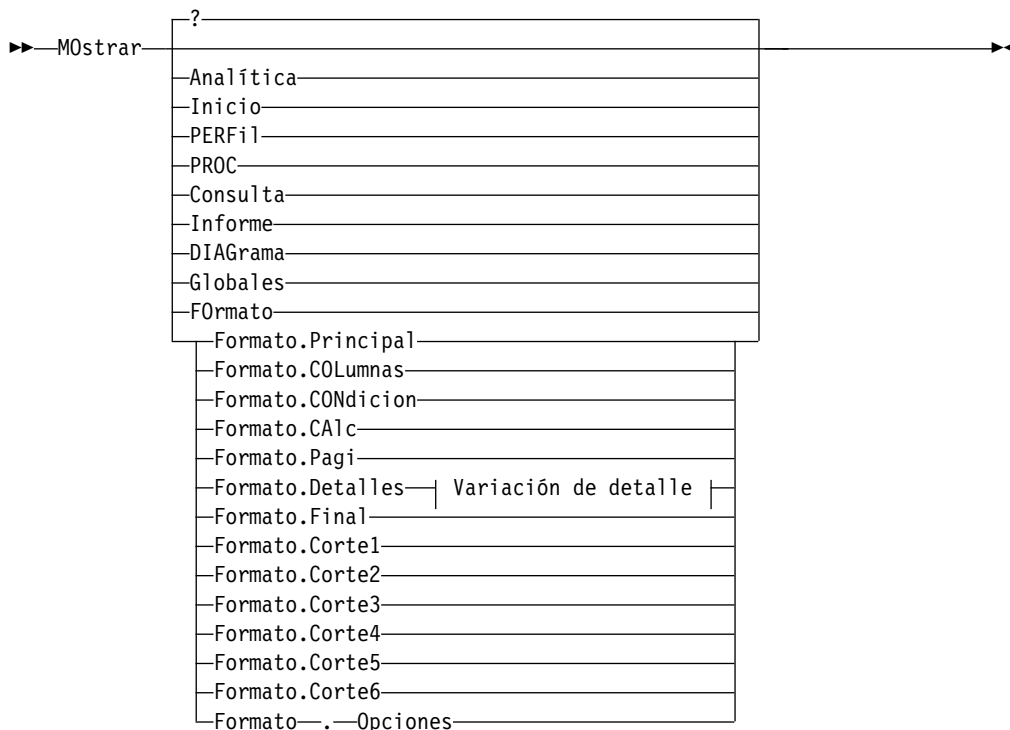 ?
MOstrar
Analítica
Inicio
PERFil
PROC
Consulta
Informe
DIAGrama
Globales
FOrmato
Formato.Principal
Formato.COLumnas
Formato.CONdicion
Formato.CAlc
Formato.Pagi
Formato.Detalles Variación de detalle
Formato.Final
Formato.Corte1
Formato.Corte2
Formato.Corte3
Formato.Corte4
Formato.Corte5
Formato.Corte6
Formato . Opciones